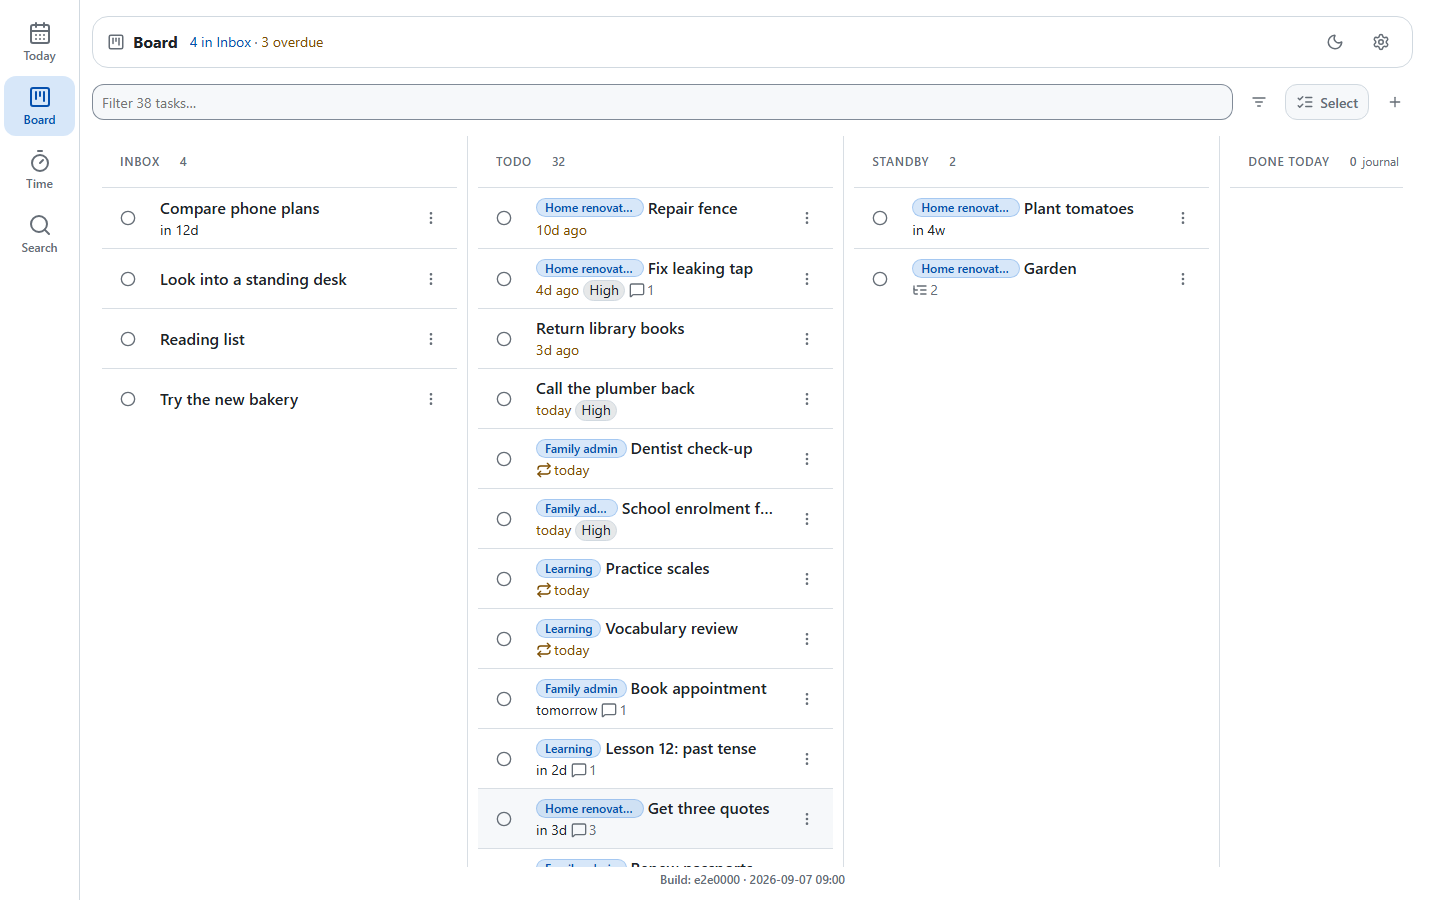 Today
Board
Time
Search
Board 4 in Inbox · 3 overdue
Filter 38 tasks...
Select
INBOX 4
Compare phone plans
in 12d
Look into a standing desk
Reading list
Try the new bakery
TODO 32
Home renovat... Repair fence
10d ago
Home renovat... Fix leaking tap
4d ago High 1
Return library books
3d ago
Call the plumber back
today High
Family admin Dentist check-up
today
Family ad... School enrolment f...
today High
Learning Practice scales
today
Learning Vocabulary review
today
Family admin Book appointment
tomorrow 1
Learning Lesson 12: past tense
in 2d 1
Home renovat... Get three quotes
in 3d 3
STANDBY 2
Home renovat... Plant tomatoes
in 4w
Home renovat... Garden
2
DONE TODAY 0 journal
Build: e2e0000 · 2026-09-07 09:00